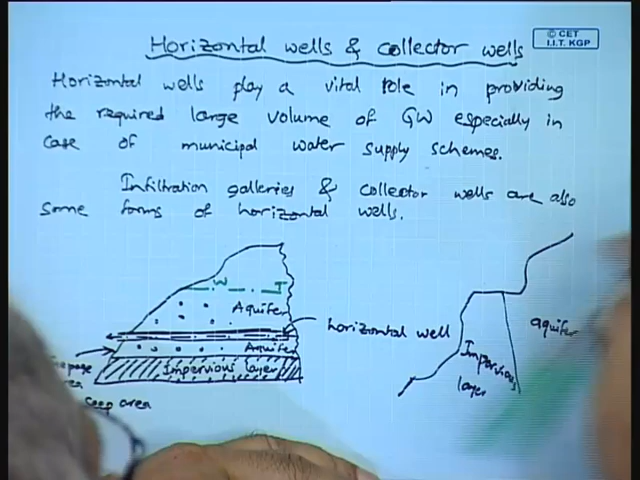 © CET
I.I.T. KGP
Horizontal wells & collector wells
Horizontal wells play a vital role in providing
the required large volume of GW especially in
case of municipal water supply schemes.
Infiltration galleries & collector wells are also
some forms of horizontal wells.
W T
Aquifer
horizontal well
Aquifer
Impervious layer
seep area
aquifer
Impervious
layer